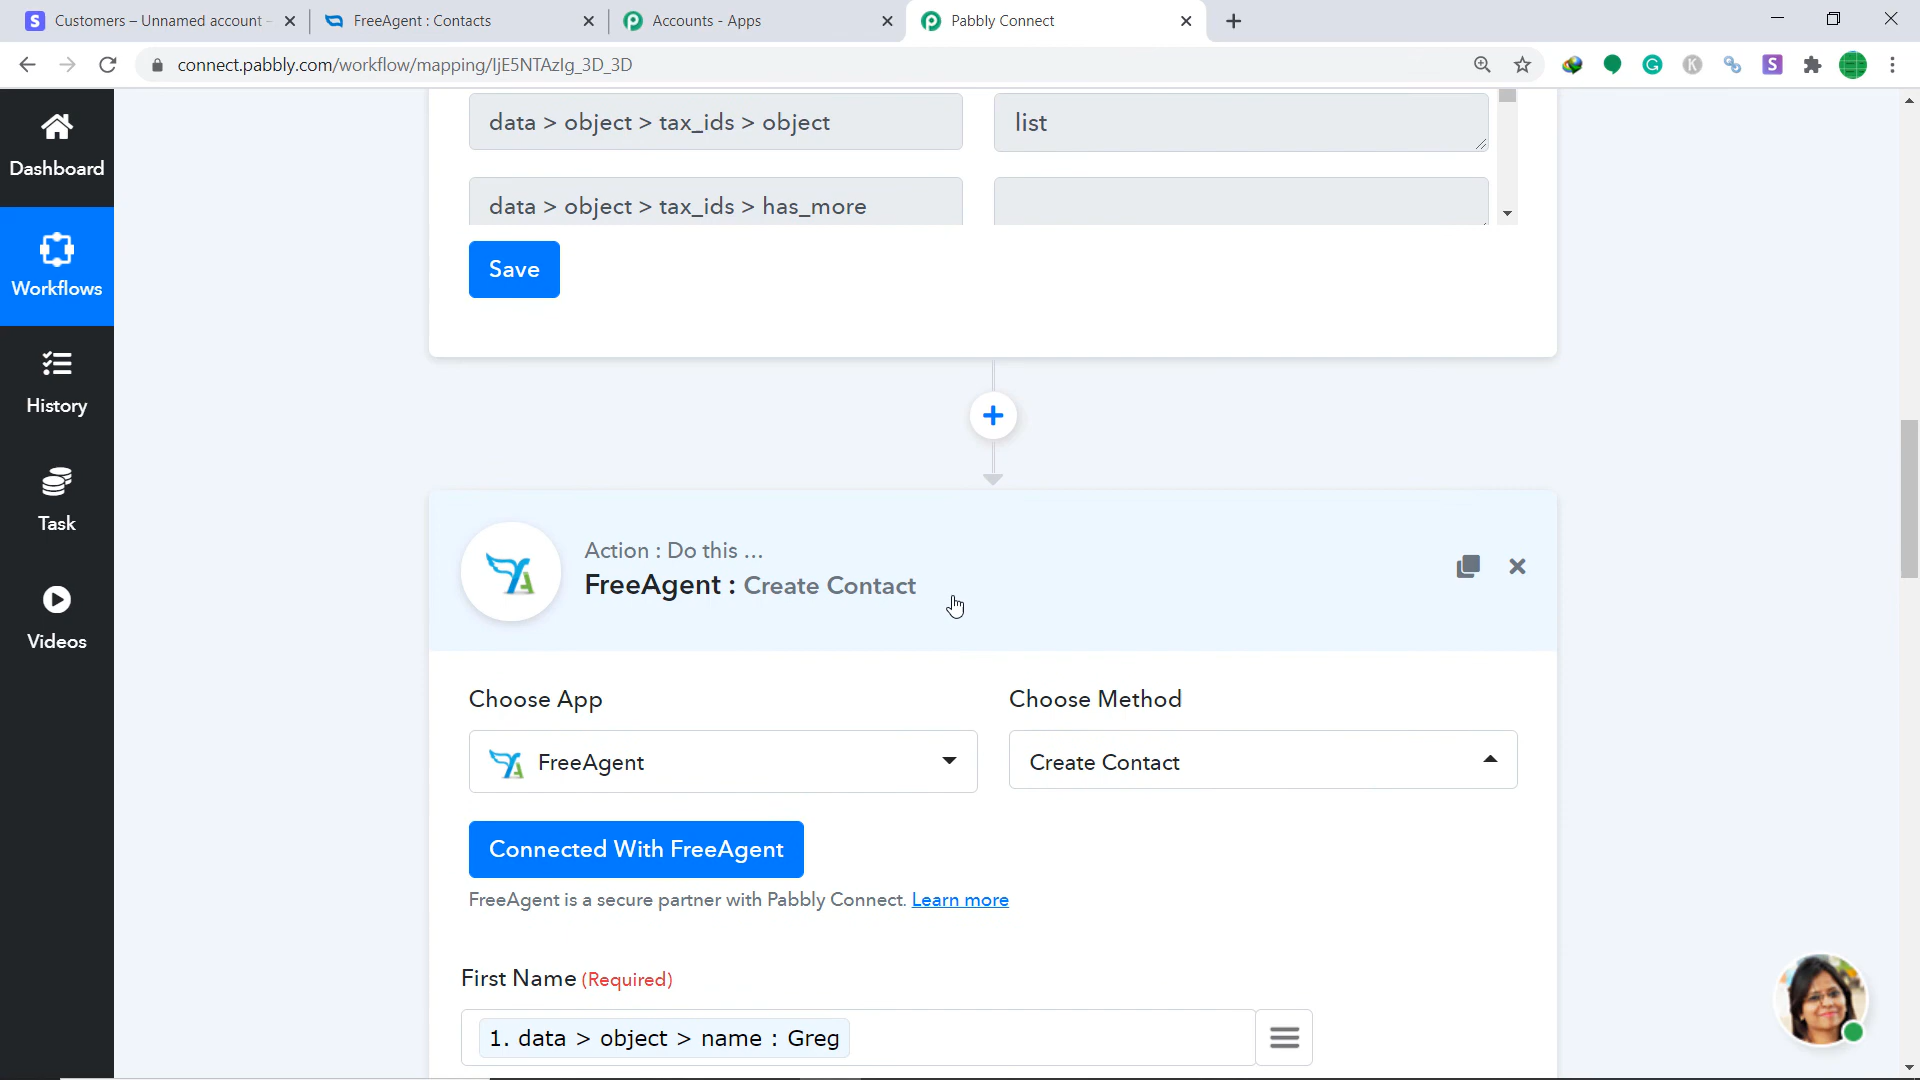 Customers – Unnamed account -
FreeAgent : Contacts
Accounts - Apps
Pabbly Connect
connect.pabbly.com/workflow/mapping/IjE5NTAzIg_3D_3D
Dashboard
Workflows
History
Task
Videos
data > object > tax_ids > object
list
data > object > tax_ids > has_more
Save
Action : Do this ...
FreeAgent : Create Contact
Choose App
Choose Method
FreeAgent
Create Contact
Connected With FreeAgent
FreeAgent is a secure partner with Pabbly Connect. Learn more
First Name (Required)
1. data > object > name : Greg